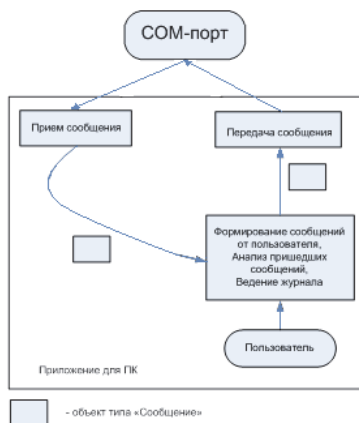 COM-порт
Прием сообщения
Передача сообщения
Формирование сообщений
от пользователя,
Анализ пришедших
сообщений,
Ведение журнала
Пользователь
Приложение для ПК
- объект типа «Сообщение»